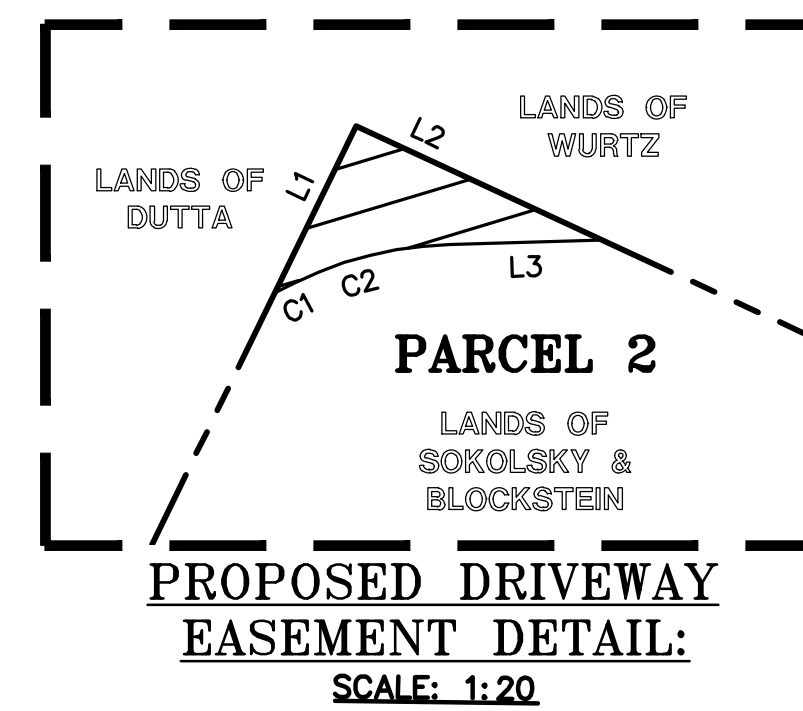 LANDS OF
WURTZ
L2
LANDS OF
DUTTA
L1
C1
C2
L3
PARCEL 2
LANDS OF
SOKOLSKY &
BLOCKSTEIN
PROPOSED DRIVEWAY
EASEMENT DETAIL:
SCALE: 1:20